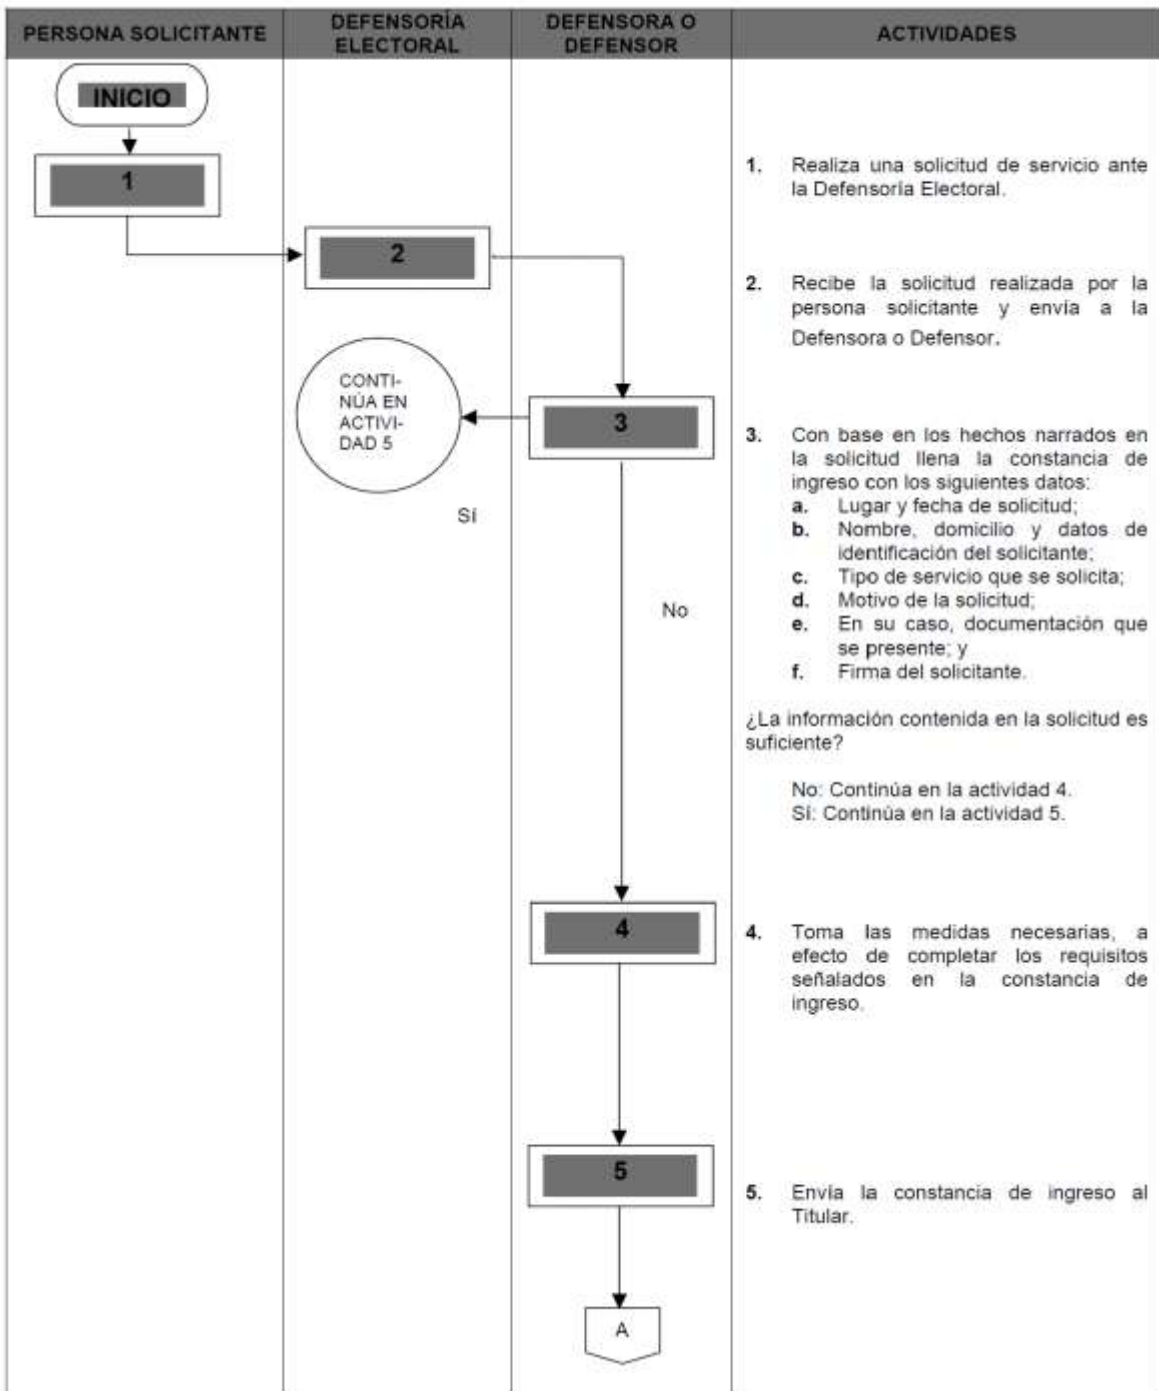 PERSONA SOLICITANTE
DEFENSORÍA
ELECTORAL
DEFENSORA O
DEFENSOR
ACTIVIDADES
INICIO
1
1. Realiza una solicitud de servicio ante
la Defensoría Electoral.
2
2. Recibe la solicitud realizada por la
persona solicitante y envía a la
Defensora o Defensor.
CONTI-
NÚA EN
ACTIVI-
DAD 5
3
Sí
No
3. Con base en los hechos narrados en
la solicitud llena la constancia de
ingreso con los siguientes datos:
a. Lugar y fecha de solicitud;
b. Nombre, domicilio y datos de
identificación del solicitante;
c. Tipo de servicio que se solicita;
d. Motivo de la solicitud;
e. En su caso, documentación que
se presente; y
f. Firma del solicitante.
¿La información contenida en la solicitud es
suficiente?
No: Continúa en la actividad 4.
Sí: Continúa en la actividad 5.
4
4. Toma las medidas necesarias, a
efecto de completar los requisitos
señalados en la constancia de
ingreso.
5
5. Envía la constancia de ingreso al
Titular.
A